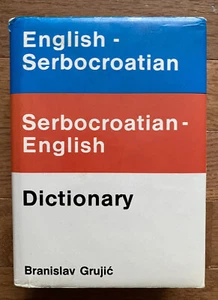 English -
Serbocroatian
Serbocroatian -
English
Dictionary
Branislav Grujić